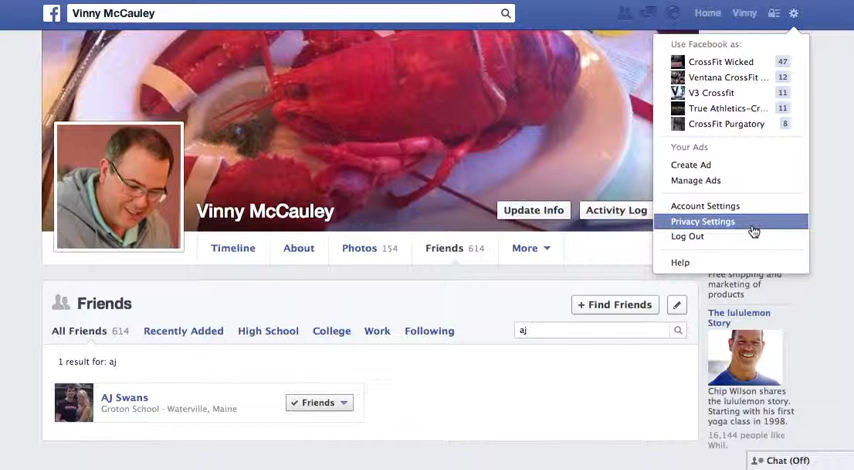 f
Vinny McCauley
Home Vinny
Use Facebook as:
CrossFit Wicked 47
Ventana CrossFit ... 12
V3 Crossfit 11
True Athletics-Cr... 11
CrossFit Purgatory 8
Your Ads
Create Ad
Manage Ads
Account Settings
Privacy Settings
Log Out
Help
Vinny McCauley
Update Info
Activity Log
Timeline
About
Photos 154
Friends 614
More
Free shipping and
marketing of
products
The lululemon
Story
Chip Wilson shares
the lululemon story.
Starting with his first
yoga class in 1998.
16,144 people like
Friends
+ Find Friends
All Friends 614
Recently Added
High School
College
Work
Following
aj
1 result for: aj
AJ Swans
Groton School · Waterville, Maine
Friends
Chat (Off)